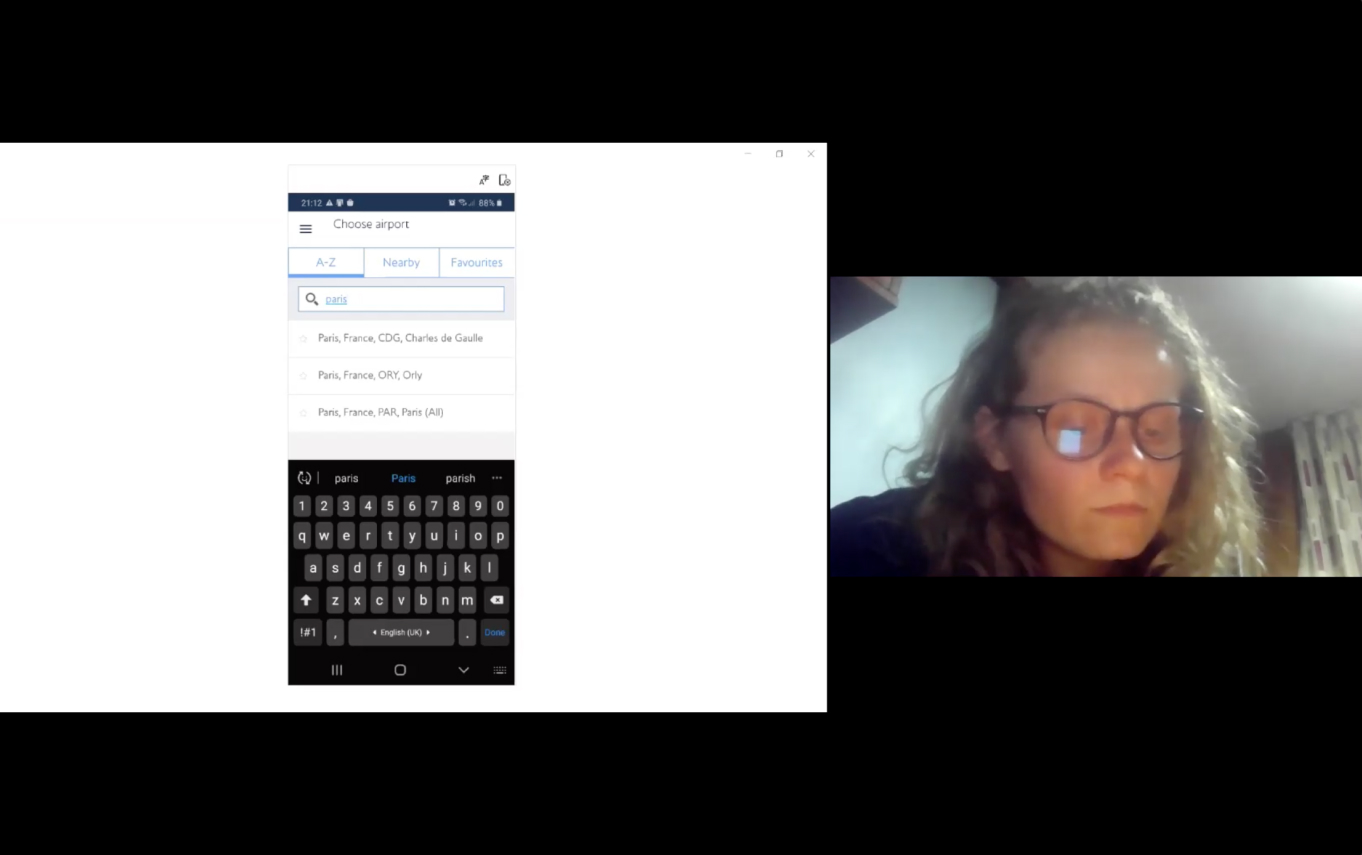 21:12 88%
Choose airport
A-Z Nearby Favourites
paris
Paris, France, CDG, Charles de Gaulle
Paris, France, ORY, Orly
Paris, France, PAR, Paris (All)
paris Paris parish
1 2 3 4 5 6 7 8 9 0
q w e r t y u i o p
a s d f g h j k l
z x c v b n m
!#1 , English (UK) . Done